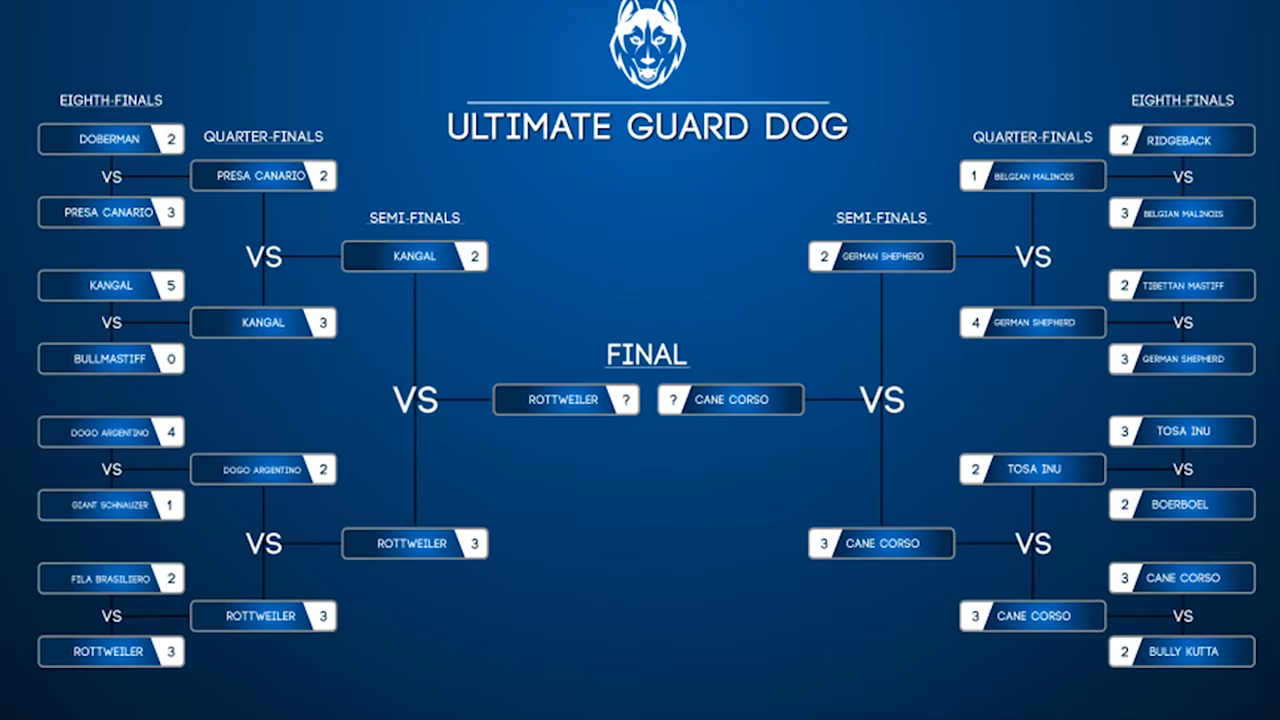 ULTIMATE GUARD DOG
EIGHTH-FINALS
DOBERMAN 2
VS
PRESA CANARIO 3
KANGAL 5
VS
BULLMASTIFF 0
DOGO ARGENTINO 4
VS
GIANT SCHNAUZER 1
FILA BRASILIERO 2
VS
ROTTWEILER 3
QUARTER-FINALS
PRESA CANARIO 2
VS
KANGAL 3
DOGO ARGENTINO 2
VS
ROTTWEILER 3
SEMI-FINALS
KANGAL 2
VS
ROTTWEILER 3
FINAL
ROTTWEILER ?
? CANE CORSO
SEMI-FINALS
2 GERMAN SHEPHERD
VS
3 CANE CORSO
QUARTER-FINALS
1 BELGIAN MALINOIS
VS
4 GERMAN SHEPHERD
2 TOSA INU
VS
3 CANE CORSO
EIGHTH-FINALS
2 RIDGEBACK
VS
3 BELGIAN MALINOIS
2 TIBETTAN MASTIFF
VS
3 GERMAN SHEPHERD
3 TOSA INU
VS
2 BOERBOEL
3 CANE CORSO
VS
2 BULLY KUTTA